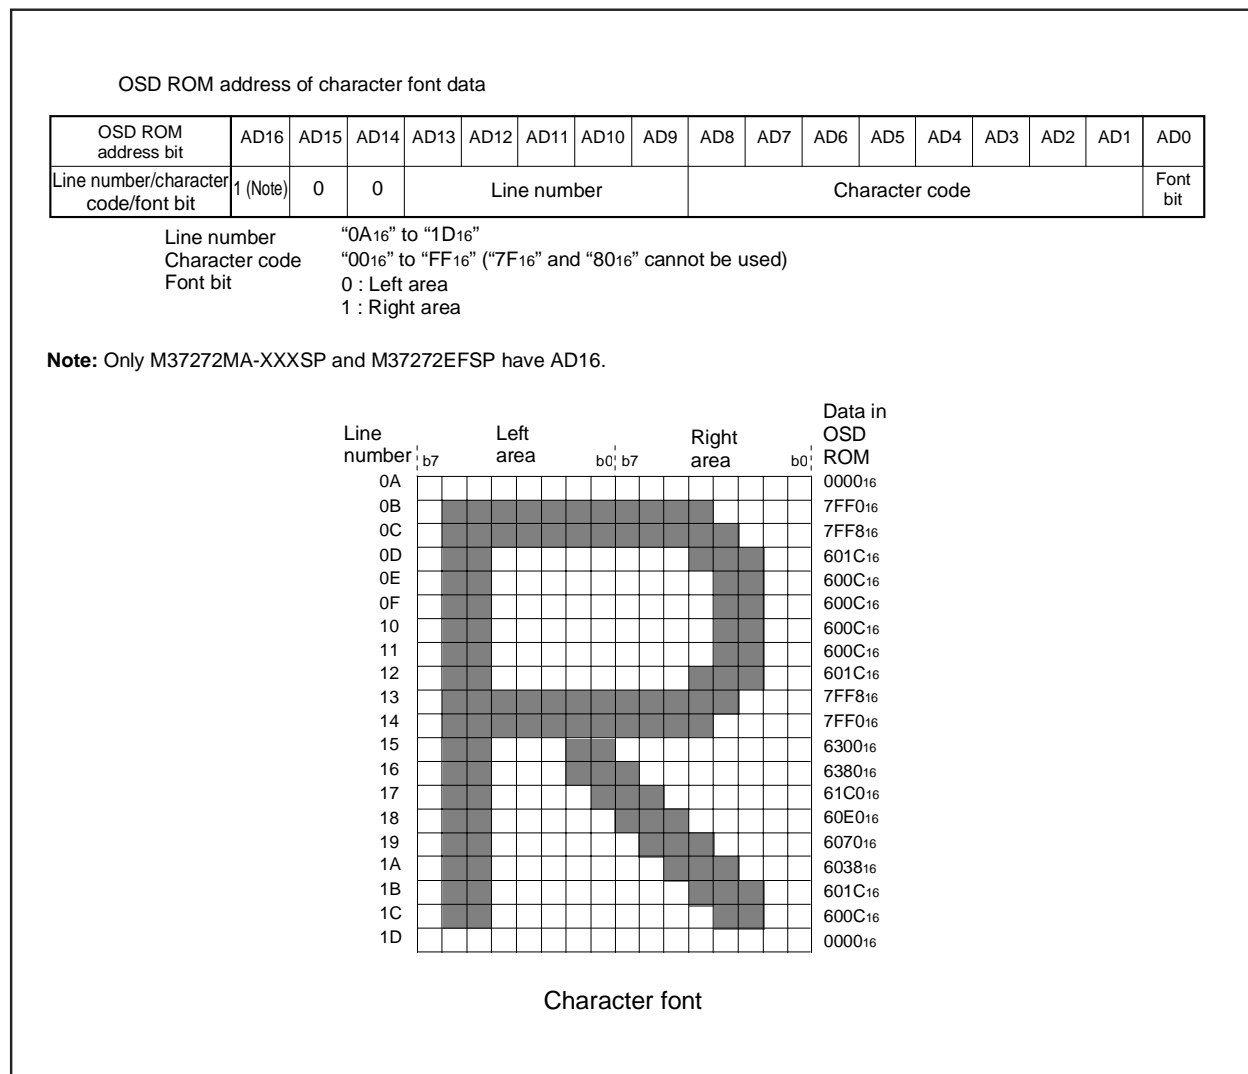 OSD ROM address of character font data
OSD ROM address bit AD16 AD15 AD14 AD13 AD12 AD11 AD10 AD9 AD8 AD7 AD6 AD5 AD4 AD3 AD2 AD1 AD0
Line number/character code/font bit 1 (Note) 0 0 Line number Character code Font bit
Line number “0A16” to “1D16”
Character code “0016” to “FF16” (“7F16” and “8016” cannot be used)
Font bit 0 : Left area
1 : Right area
Note: Only M37272MA-XXXSP and M37272EFSP have AD16.
Line number Left area Right area Data in OSD ROM
b7 b0 b7 b0
0A 000016
0B 7FF016
0C 7FF816
0D 601C16
0E 600C16
0F 600C16
10 600C16
11 600C16
12 601C16
13 7FF816
14 7FF016
15 630016
16 638016
17 61C016
18 60E016
19 607016
1A 603816
1B 601C16
1C 600C16
1D 000016
Character font